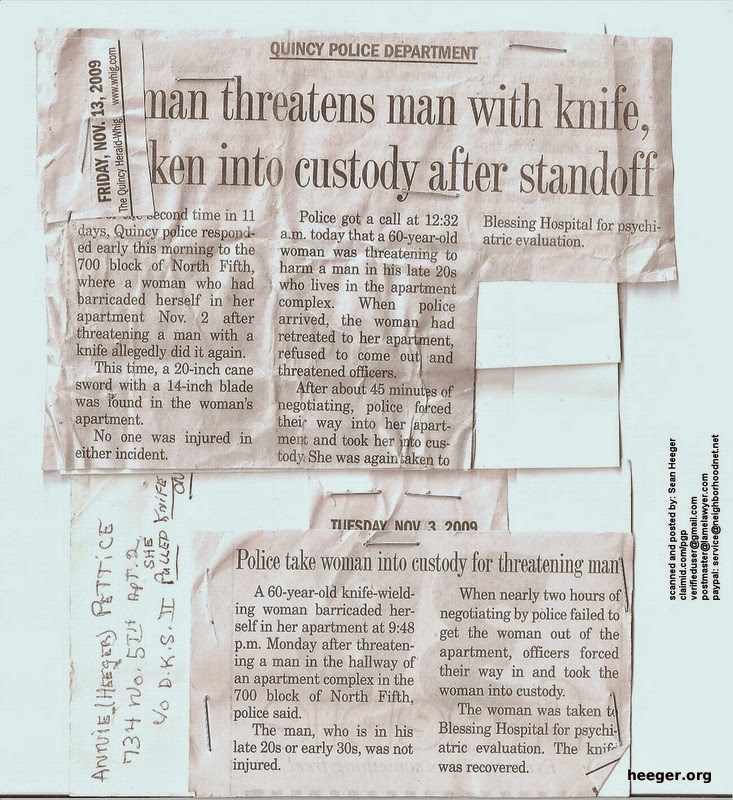 QUINCY POLICE DEPARTMENT
FRIDAY, NOV. 13, 2009
The Quincy Herald-Whig www.whig.com
man threatens man with knife,
ken into custody after standoff
the second time in 11
days, Quincy police respond-
ed early this morning to the
700 block of North Fifth,
where a woman who had
barricaded herself in her
apartment Nov. 2 after
threatening a man with a
knife allegedly did it again.
This time, a 20-inch cane
sword with a 14-inch blade
was found in the woman's
apartment.
No one was injured in
either incident.
Police got a call at 12:32
a.m. today that a 60-year-old
woman was threatening to
harm a man in his late 20s
who lives in the apartment
complex. When police
arrived, the woman had
retreated to her apartment,
refused to come out and
threatened officers.
After about 45 minutes of
negotiating, police forced
their way into her apart-
ment and took her into cus-
tody. She was again taken to
Blessing Hospital for psychi-
atric evaluation.
ANNIE (HEEGER) PETTICE
734 NO. 5TH APT. 2
SHE
c/o D.K.S. II PULLED KNIFE
ON
TUESDAY, NOV. 3, 2009
Police take woman into custody for threatening man
A 60-year-old knife-wield-
ing woman barricaded her-
self in her apartment at 9:48
p.m. Monday after threaten-
ing a man in the hallway of
an apartment complex in the
700 block of North Fifth,
police said.
The man, who is in his
late 20s or early 30s, was not
injured.
When nearly two hours of
negotiating by police failed to
get the woman out of the
apartment, officers forced
their way in and took the
woman into custody.
The woman was taken to
Blessing Hospital for psychi-
atric evaluation. The knife
was recovered.
scanned and posted by: Sean Heeger
claimid.com/pgp
verifieduser@gmail.com
postmaster@lamelawyer.com
paypal: service@neighborhoodnet.net
heeger.org